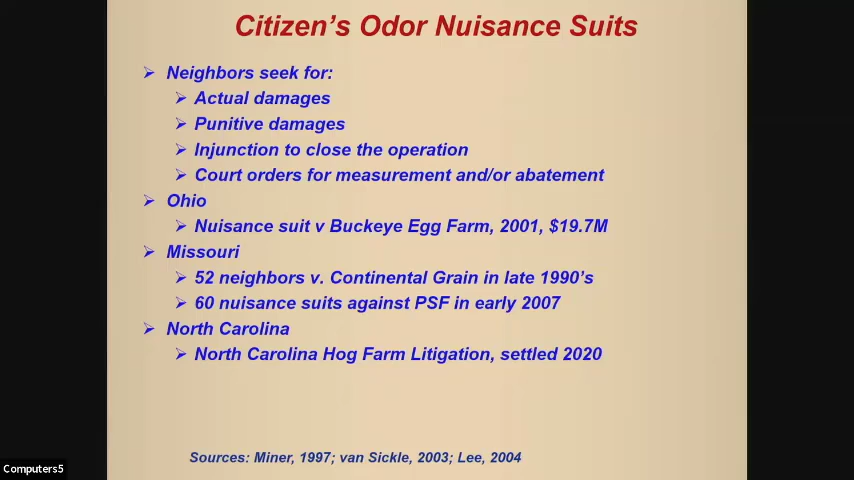 Citizen's Odor Nuisance Suits
Neighbors seek for:
Actual damages
Punitive damages
Injunction to close the operation
Court orders for measurement and/or abatement
Ohio
Nuisance suit v Buckeye Egg Farm, 2001, $19.7M
Missouri
52 neighbors v. Continental Grain in late 1990's
60 nuisance suits against PSF in early 2007
North Carolina
North Carolina Hog Farm Litigation, settled 2020
Sources: Miner, 1997; van Sickle, 2003; Lee, 2004
Computers5